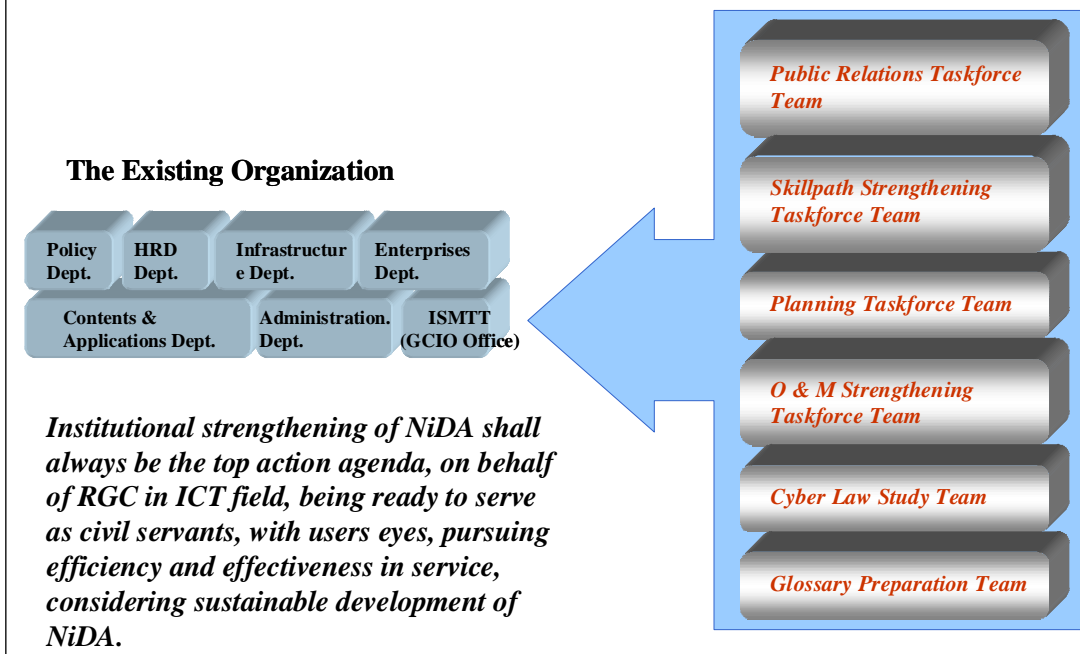 The Existing Organization
Policy
Dept.
HRD
Dept.
Infrastructur
e Dept.
Enterprises
Dept.
Contents &
Applications Dept.
Administration.
Dept.
ISMTT
(GCIO Office)
Institutional strengthening of NiDA shall
always be the top action agenda, on behalf
of RGC in ICT field, being ready to serve
as civil servants, with users eyes, pursuing
efficiency and effectiveness in service,
considering sustainable development of
NiDA.
Public Relations Taskforce
Team
Skillpath Strengthening
Taskforce Team
Planning Taskforce Team
O & M Strengthening
Taskforce Team
Cyber Law Study Team
Glossary Preparation Team